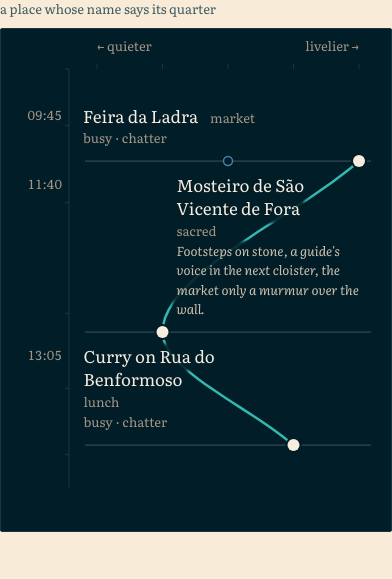 a place whose name says its quarter
← quieter livelier →
09:45 Feira da Ladra market
busy · chatter
11:40 Mosteiro de São
Vicente de Fora
sacred
Footsteps on stone, a guide's
voice in the next cloister, the
market only a murmur over the
wall.
13:05 Curry on Rua do
Benformoso
lunch
busy · chatter